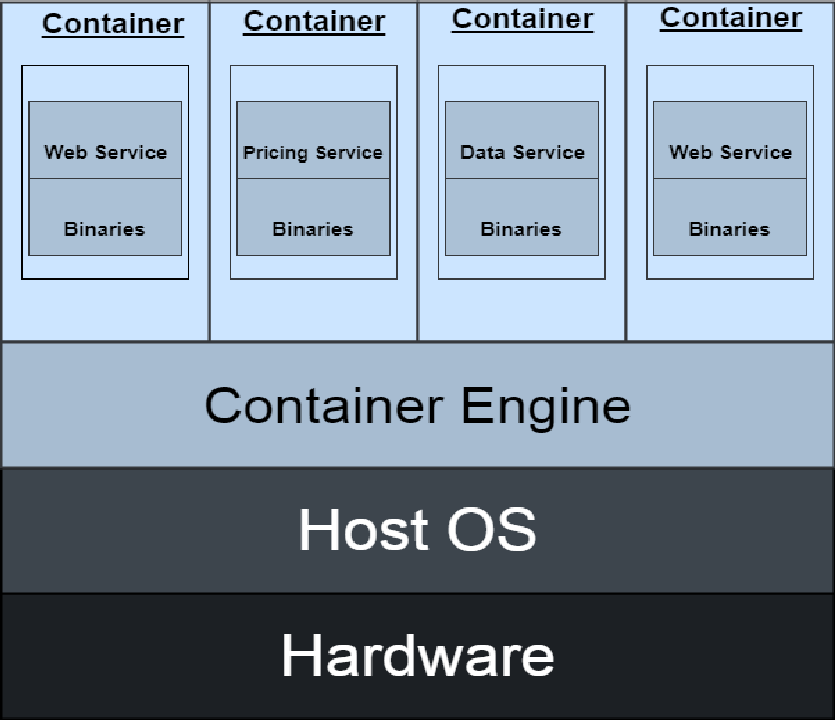 Container
Container
Container
Container
Web Service
Pricing Service
Data Service
Web Service
Binaries
Binaries
Binaries
Binaries
Container Engine
Host OS
Hardware